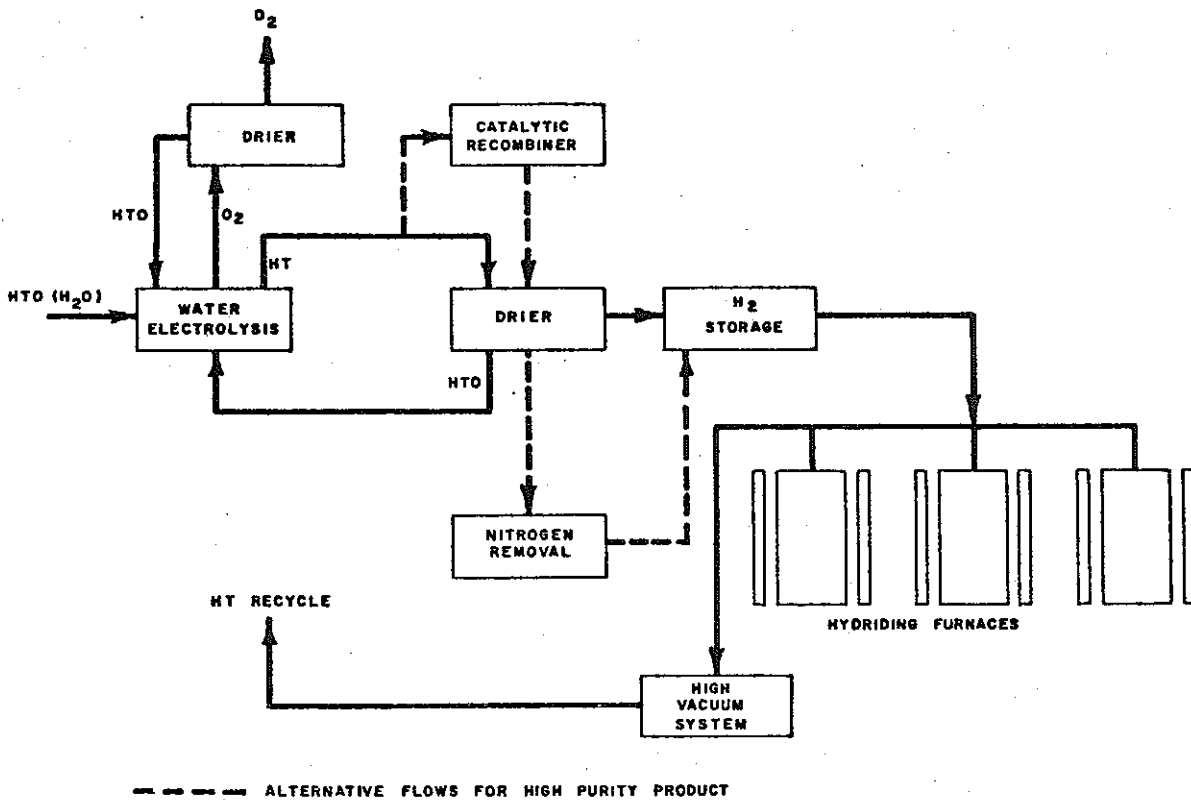 O2
DRIER
CATALYTIC
RECOMBINER
HTO
O2
HT
HTO (H2O)
WATER
ELECTROLYSIS
DRIER
H2
STORAGE
HTO
NITROGEN
REMOVAL
HT RECYCLE
HYDRIDING FURNACES
HIGH
VACUUM
SYSTEM
ALTERNATIVE FLOWS FOR HIGH PURITY PRODUCT